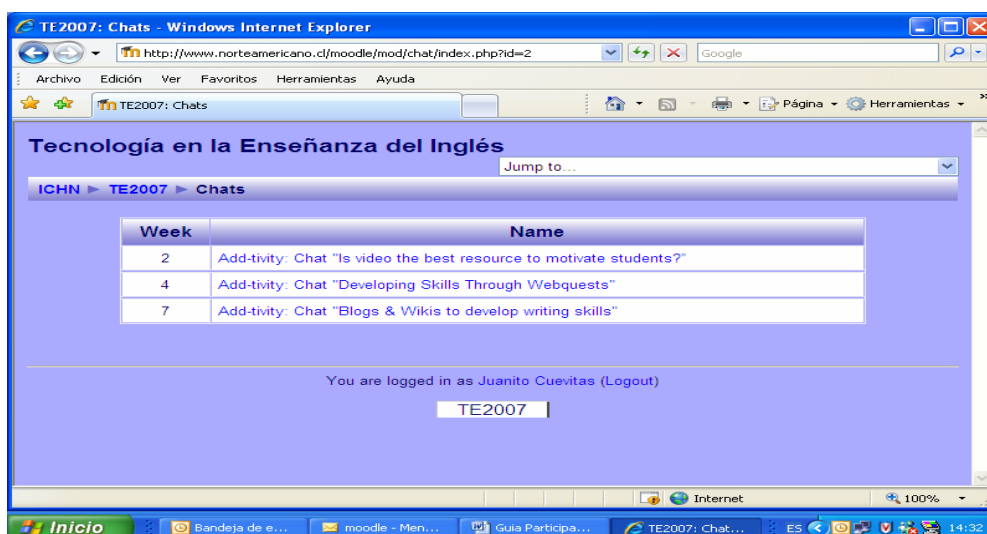 TE2007: Chats - Windows Internet Explorer
http://www.norteamericano.cl/moodle/mod/chat/index.php?id=2
Google
Archivo Edición Ver Favoritos Herramientas Ayuda
TE2007: Chats
Página Herramientas
Tecnología en la Enseñanza del Inglés
Jump to...
ICHN ► TE2007 ► Chats
Week Name
2 Add-tivity: Chat "Is video the best resource to motivate students?"
4 Add-tivity: Chat "Developing Skills Through Webquests"
7 Add-tivity: Chat "Blogs & Wikis to develop writing skills"
You are logged in as Juanito Cuevitas (Logout)
TE2007
Internet 100%
Inicio Bandeja de e... moodle - Men... Guia Participa... TE2007: Chat... ES 14:32